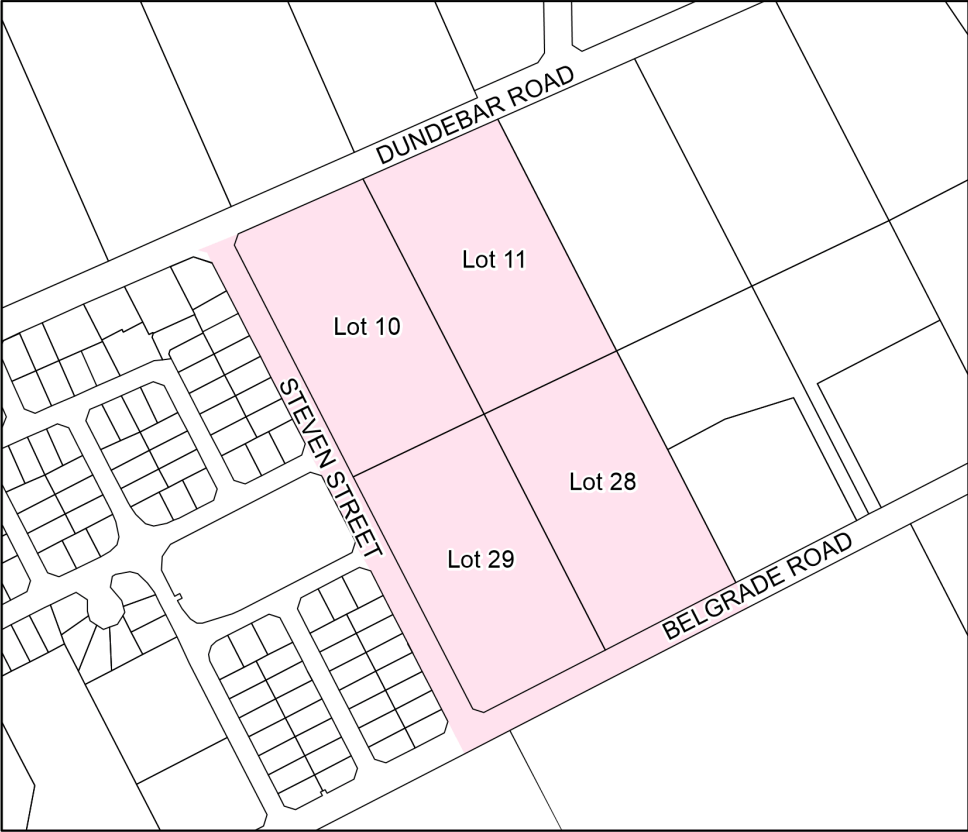 DUNDEBAR ROAD
Lot 11
Lot 10
STEVEN STREET
Lot 28
Lot 29
BELGRADE ROAD